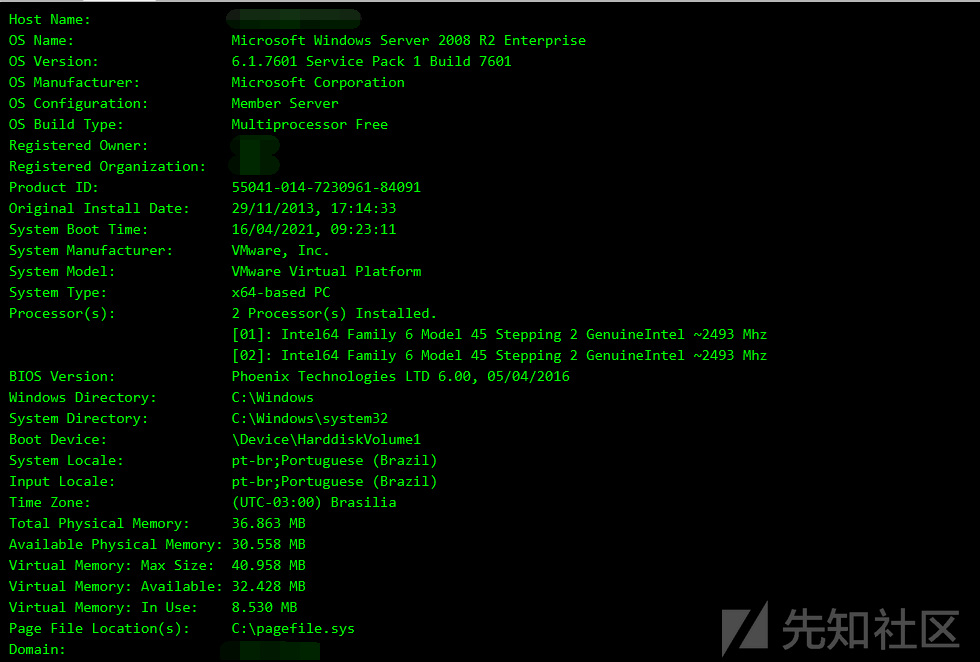 Host Name:
OS Name: Microsoft Windows Server 2008 R2 Enterprise
OS Version: 6.1.7601 Service Pack 1 Build 7601
OS Manufacturer: Microsoft Corporation
OS Configuration: Member Server
OS Build Type: Multiprocessor Free
Registered Owner:
Registered Organization:
Product ID: 55041-014-7230961-84091
Original Install Date: 29/11/2013, 17:14:33
System Boot Time: 16/04/2021, 09:23:11
System Manufacturer: VMware, Inc.
System Model: VMware Virtual Platform
System Type: x64-based PC
Processor(s): 2 Processor(s) Installed.
[01]: Intel64 Family 6 Model 45 Stepping 2 GenuineIntel ~2493 Mhz
[02]: Intel64 Family 6 Model 45 Stepping 2 GenuineIntel ~2493 Mhz
BIOS Version: Phoenix Technologies LTD 6.00, 05/04/2016
Windows Directory: C:\Windows
System Directory: C:\Windows\system32
Boot Device: \Device\HarddiskVolume1
System Locale: pt-br;Portuguese (Brazil)
Input Locale: pt-br;Portuguese (Brazil)
Time Zone: (UTC-03:00) Brasilia
Total Physical Memory: 36.863 MB
Available Physical Memory: 30.558 MB
Virtual Memory: Max Size: 40.958 MB
Virtual Memory: Available: 32.428 MB
Virtual Memory: In Use: 8.530 MB
Page File Location(s): C:\pagefile.sys
Domain:
先知社区